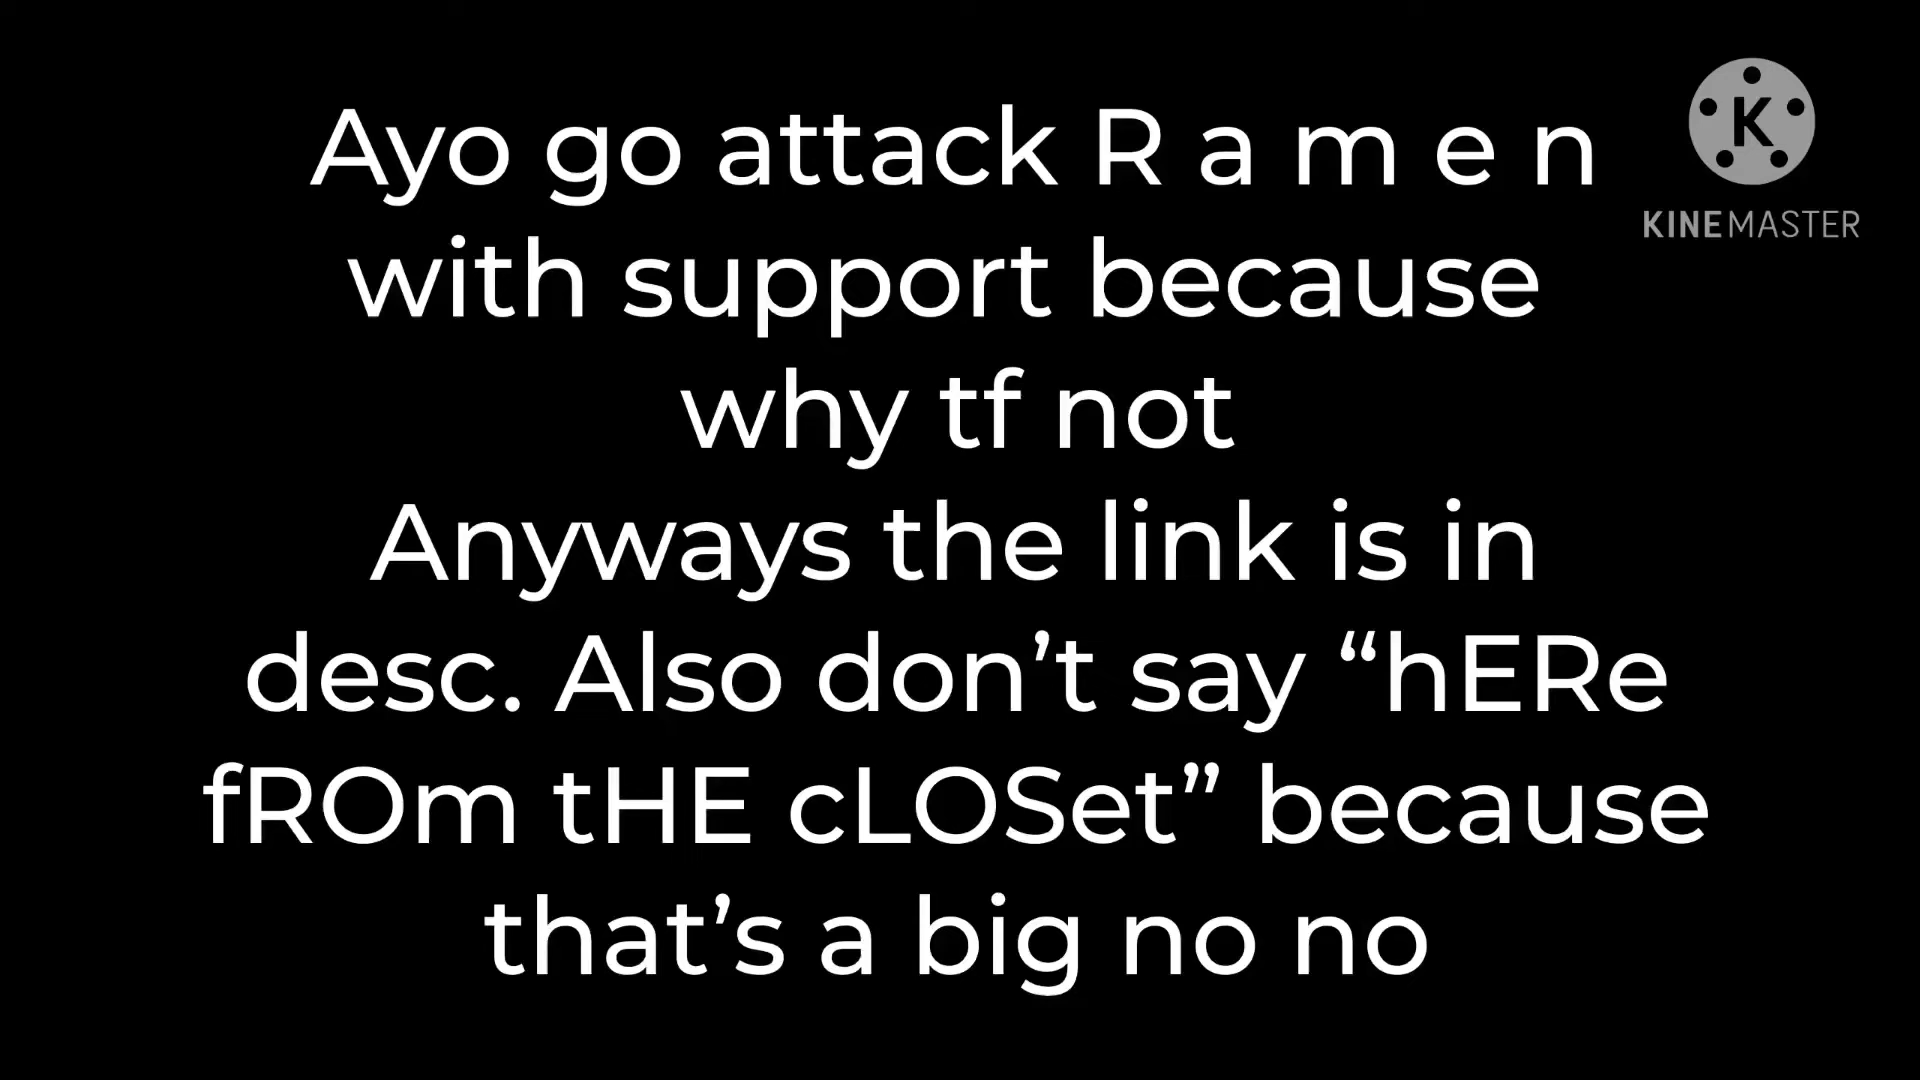 Ayo go attack R a m e n
with support because
why tf not
Anyways the link is in
desc. Also don’t say “hERe
fROm tHE cLOSet” because
that’s a big no no
K
KINEMASTER